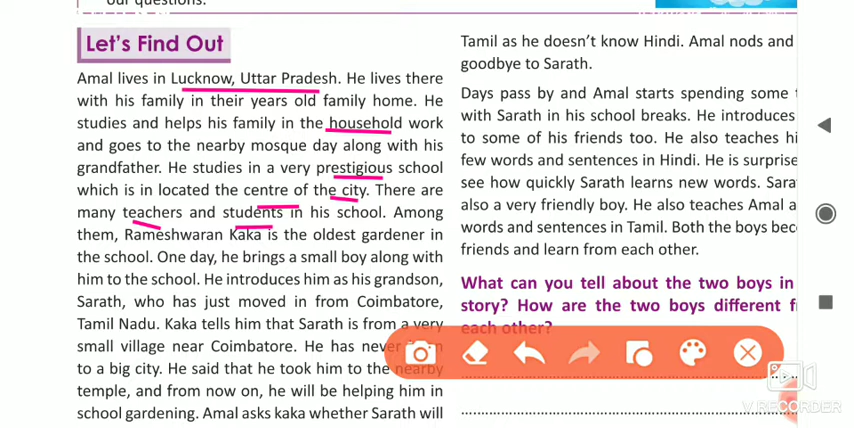 our questions.
Let's Find Out
Amal lives in Lucknow, Uttar Pradesh. He lives there
with his family in their years old family home. He
studies and helps his family in the household work
and goes to the nearby mosque day along with his
grandfather. He studies in a very prestigious school
which is in located the centre of the city. There are
many teachers and students in his school. Among
them, Rameshwaran Kaka is the oldest gardener in
the school. One day, he brings a small boy along with
him to the school. He introduces him as his grandson,
Sarath, who has just moved in from Coimbatore,
Tamil Nadu. Kaka tells him that Sarath is from a very
small village near Coimbatore. He has never
to a big city. He said that he took him to the nearby
temple, and from now on, he will be helping him in
school gardening. Amal asks kaka whether Sarath will
Tamil as he doesn't know Hindi. Amal nods and
goodbye to Sarath.
Days pass by and Amal starts spending some
with Sarath in his school breaks. He introduces
to some of his friends too. He also teaches hi
few words and sentences in Hindi. He is surprise
see how quickly Sarath learns new words. Sara
also a very friendly boy. He also teaches Amal a
words and sentences in Tamil. Both the boys bec
friends and learn from each other.
What can you tell about the two boys in
story? How are the two boys different f
each other?
V RECORDER